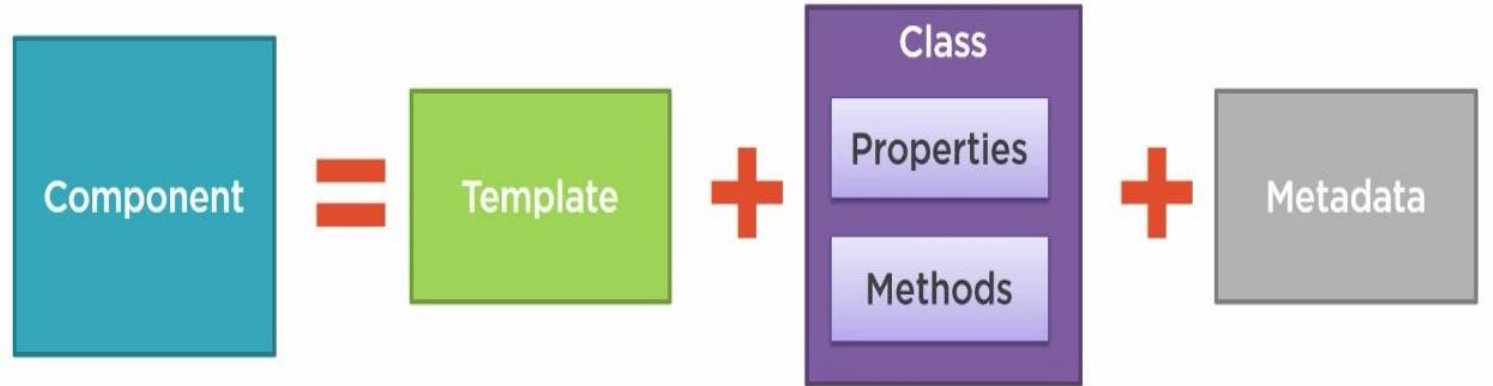 Component
=
Template
+
Class
Properties
Methods
+
Metadata